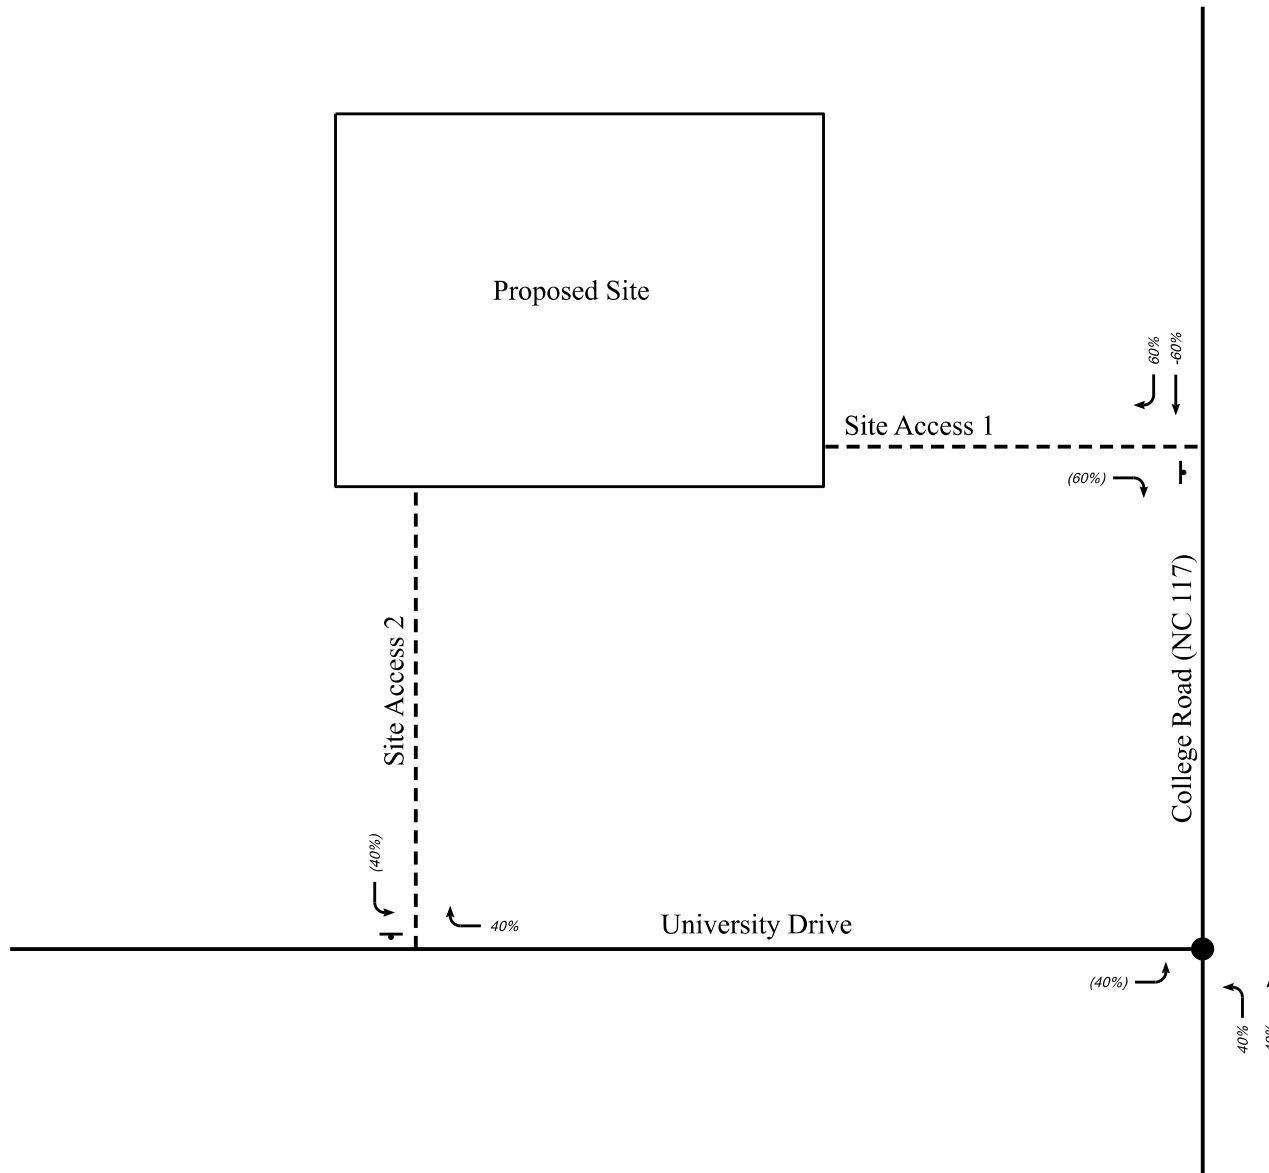 Proposed Site
60%
-60%
Site Access 1
(60%)
College Road (NC 117)
Site Access 2
(40%)
40%
University Drive
(40%)
40%